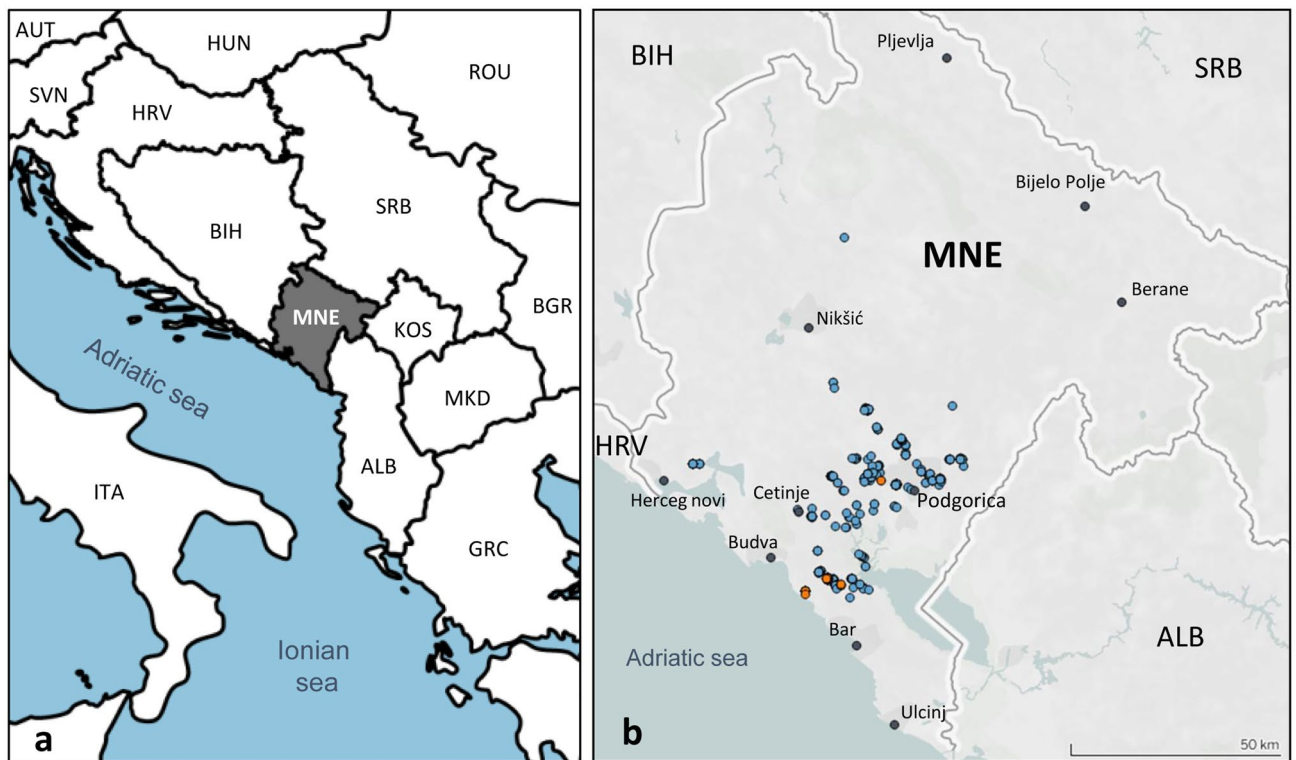 AUT
HUN
ROU
SVN
HRV
SRB
BIH
BGR
MNE
KOS
Adriatic sea
MKD
ALB
ITA
GRC
Ionian
sea
a
BIH
Pljevlja
SRB
Bijelo Polje
MNE
Berane
Nikšić
HRV
Herceg novi
Cetinje
Podgorica
Budva
Bar
ALB
Adriatic sea
Ulcinj
b
50 km